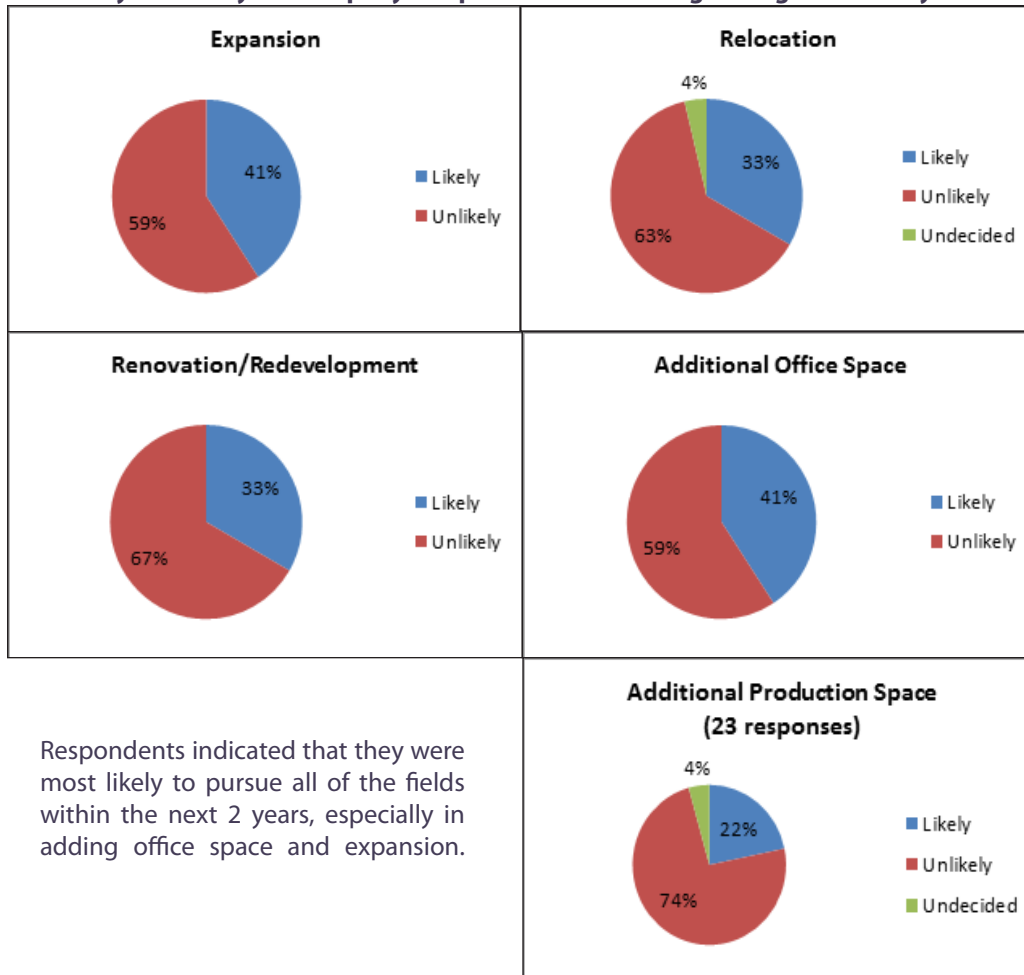 Expansion
41%
59%
Likely
Unlikely
Relocation
4%
33%
63%
Likely
Unlikely
Undecided
Renovation/Redevelopment
33%
67%
Likely
Unlikely
Additional Office Space
41%
59%
Likely
Unlikely
Respondents indicated that they were
most likely to pursue all of the fields
within the next 2 years, especially in
adding office space and expansion.
Additional Production Space
(23 responses)
4%
22%
74%
Likely
Unlikely
Undecided